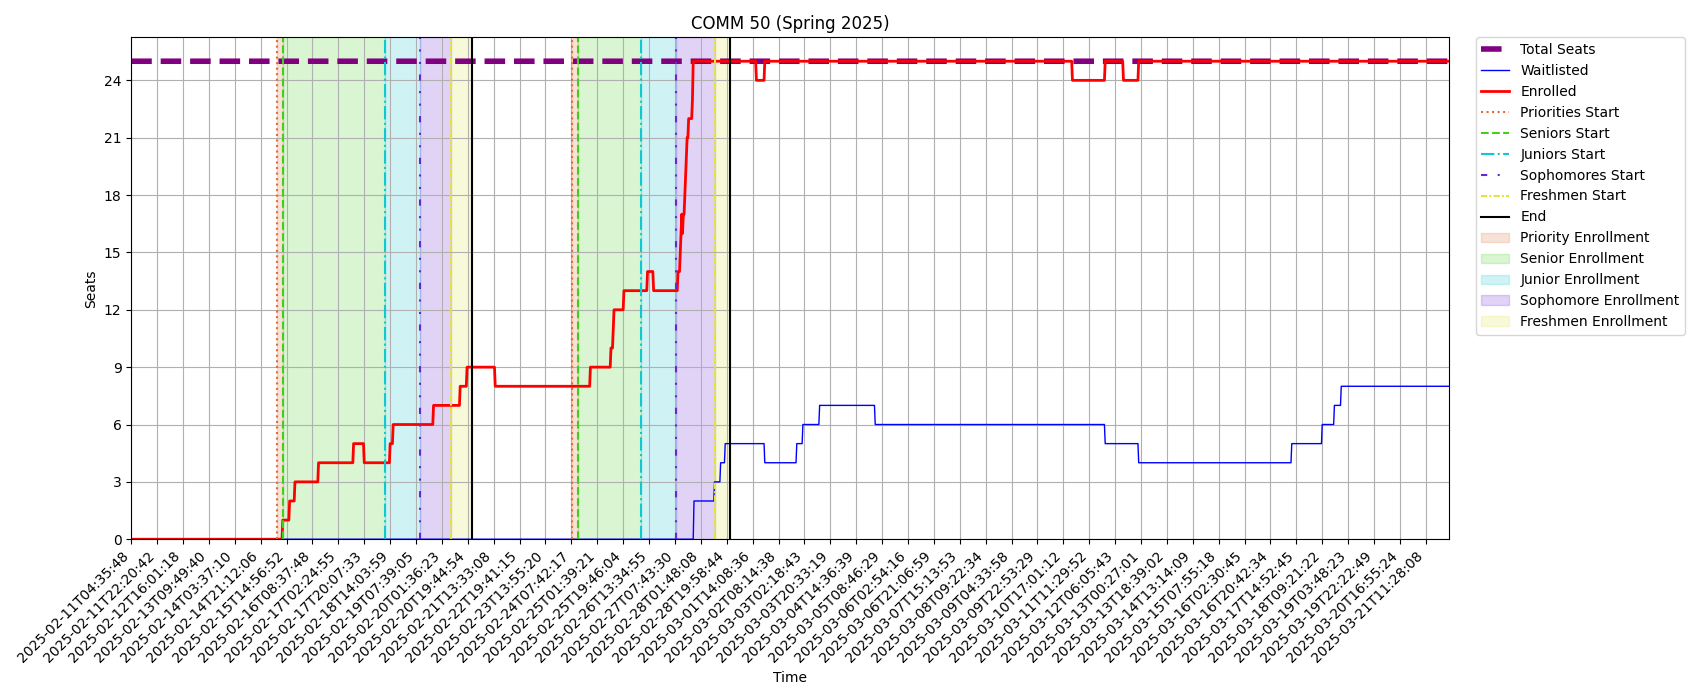 COMM 50 (Spring 2025)
Seats
24
21
18
15
12
9
6
3
0
2025-02-11T04:35:48
2025-02-11T22:20:42
2025-02-12T16:01:18
2025-02-13T09:49:40
2025-02-14T03:37:10
2025-02-14T21:12:06
2025-02-15T14:56:52
2025-02-16T08:37:48
2025-02-17T02:24:55
2025-02-17T20:07:33
2025-02-18T14:03:59
2025-02-19T07:39:05
2025-02-20T01:36:23
2025-02-20T19:44:54
2025-02-21T13:33:08
2025-02-22T19:41:15
2025-02-23T13:55:20
2025-02-24T07:42:17
2025-02-25T01:39:21
2025-02-25T19:46:04
2025-02-26T13:34:55
2025-02-27T07:43:30
2025-02-28T01:48:08
2025-02-28T19:58:44
2025-03-01T14:08:36
2025-03-02T08:14:38
2025-03-03T02:18:43
2025-03-03T20:33:19
2025-03-04T14:36:39
2025-03-05T08:46:29
2025-03-06T02:54:16
2025-03-06T21:06:59
2025-03-07T15:13:53
2025-03-08T09:22:34
2025-03-09T04:33:58
2025-03-09T22:53:29
2025-03-10T17:01:12
2025-03-11T11:29:52
2025-03-12T06:05:43
2025-03-13T00:27:01
2025-03-13T18:39:02
2025-03-14T13:14:09
2025-03-15T07:55:18
2025-03-16T02:30:45
2025-03-16T20:42:34
2025-03-17T14:52:45
2025-03-18T09:21:22
2025-03-19T03:48:23
2025-03-19T22:22:49
2025-03-20T16:55:24
2025-03-21T11:28:08
Time
Total Seats
Waitlisted
Enrolled
Priorities Start
Seniors Start
Juniors Start
Sophomores Start
Freshmen Start
End
Priority Enrollment
Senior Enrollment
Junior Enrollment
Sophomore Enrollment
Freshmen Enrollment